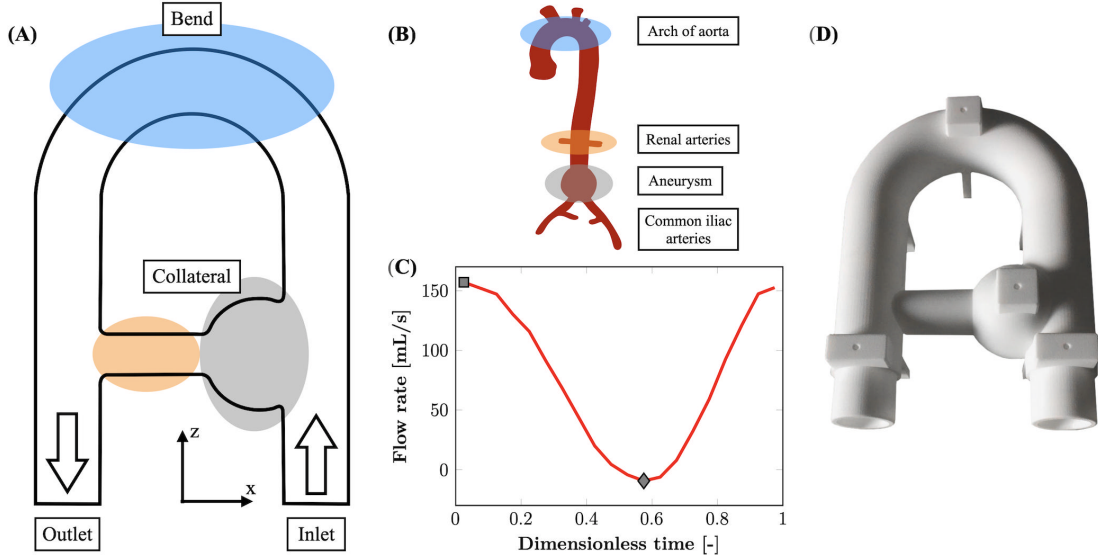 (A)
Bend
Collateral
z
x
Outlet
Inlet
(B)
Arch of aorta
Renal arteries
Aneurysm
Common iliac
arteries
(C)
Flow rate [mL/s]
150
100
50
0
0
0.2
0.4
0.6
0.8
1
Dimensionless time [-]
(D)